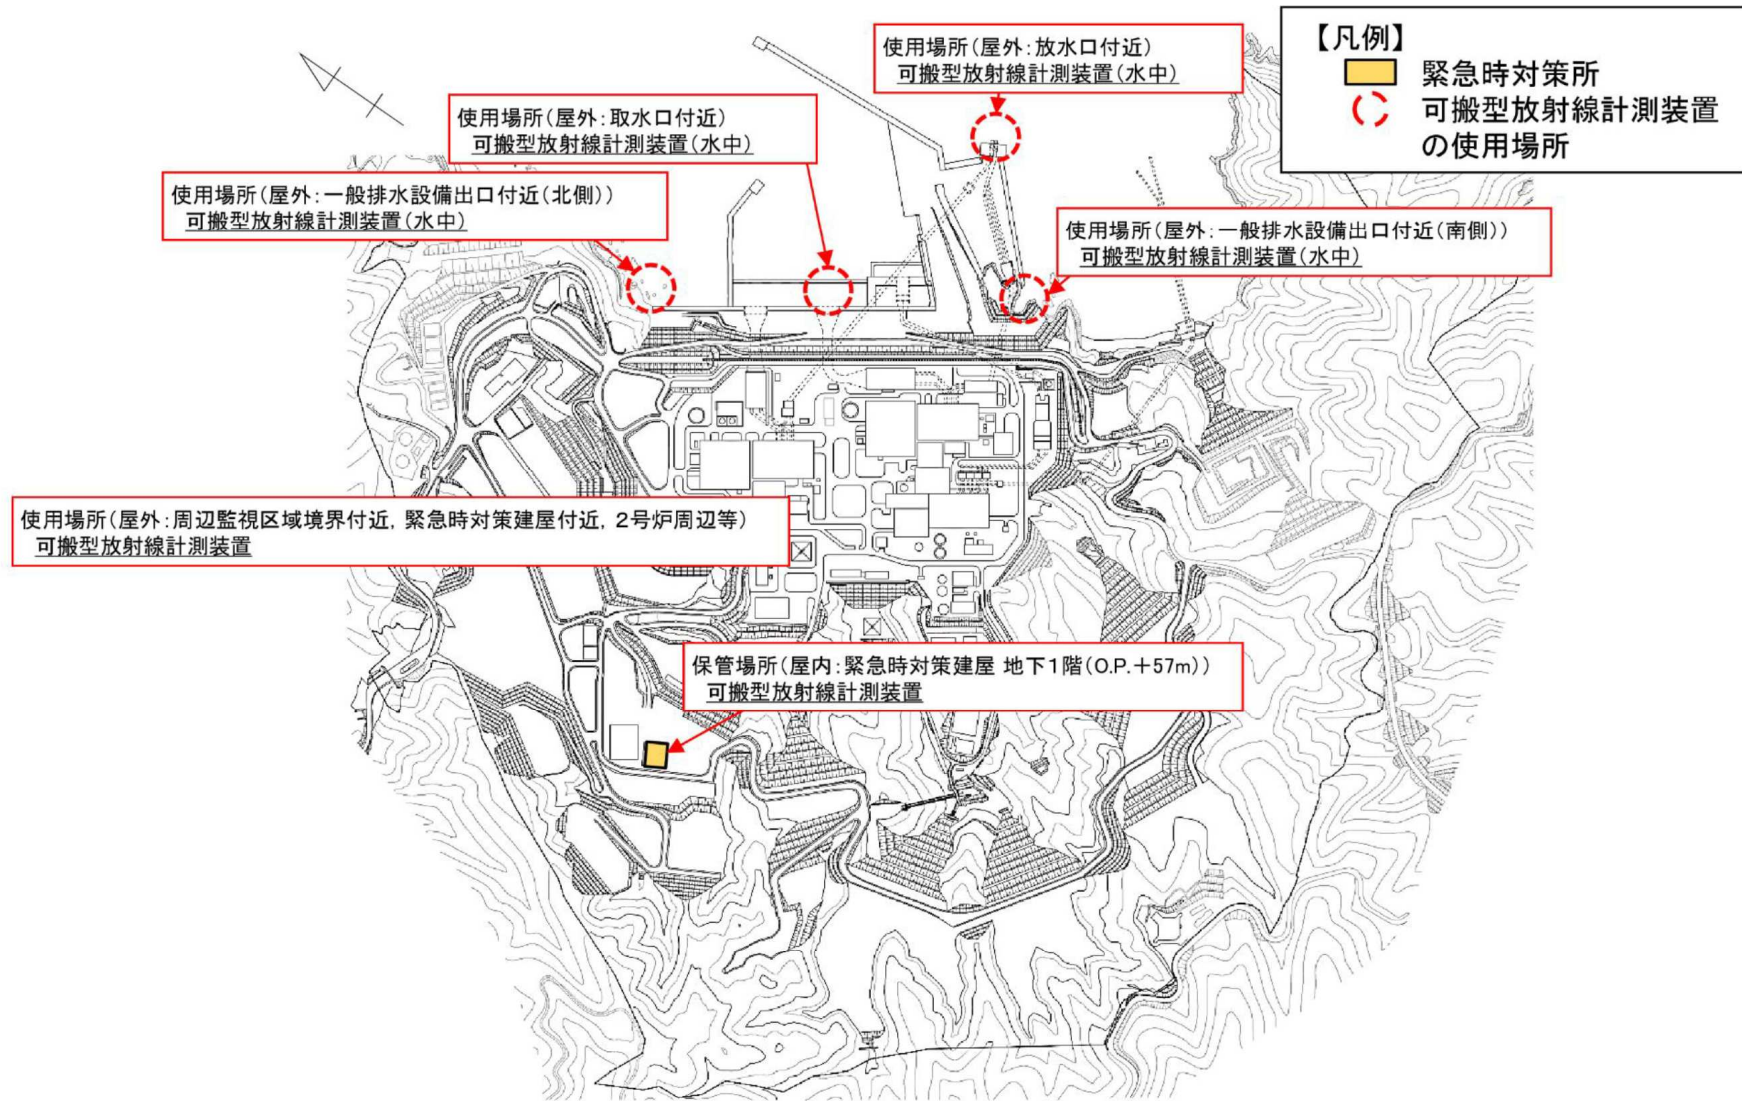 【凡例】
緊急時対策所
可搬型放射線計測装置
の使用場所
使用場所(屋外:放水口付近)
可搬型放射線計測装置(水中)
使用場所(屋外:取水口付近)
可搬型放射線計測装置(水中)
使用場所(屋外:一般排水設備出口付近(北側))
可搬型放射線計測装置(水中)
使用場所(屋外:一般排水設備出口付近(南側))
可搬型放射線計測装置(水中)
使用場所(屋外:周辺監視区域境界付近, 緊急時対策建屋付近, 2号炉周辺等)
可搬型放射線計測装置
保管場所(屋内:緊急時対策建屋 地下1階(O.P.+57m))
可搬型放射線計測装置